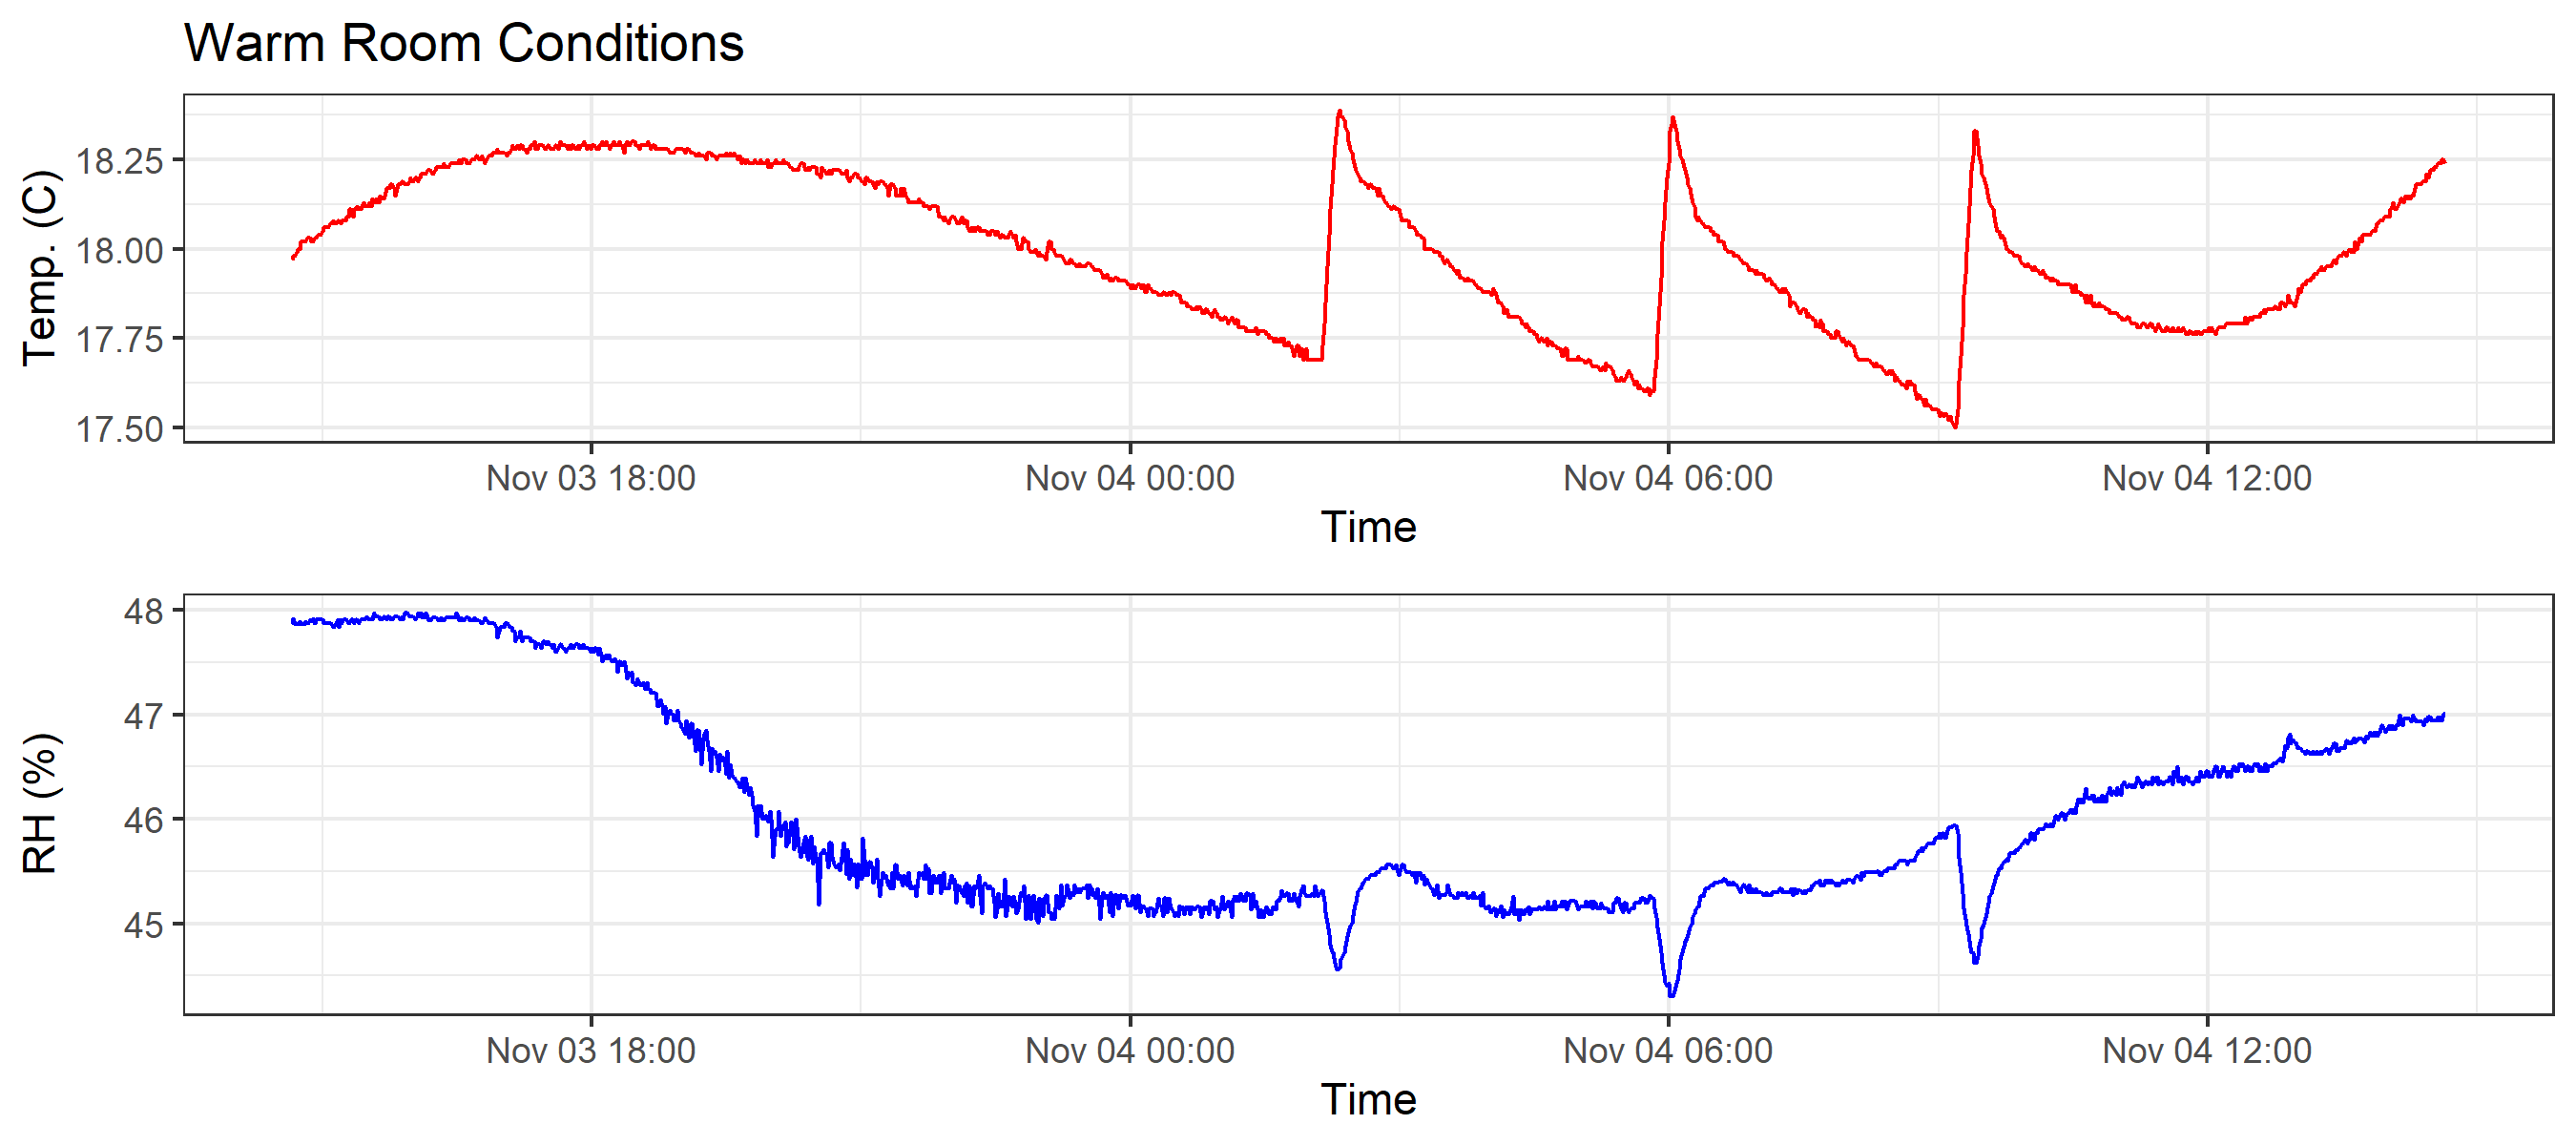 Warm Room Conditions
Temp. (C)
18.25
18.00
17.75
17.50
Nov 03 18:00 Nov 04 00:00 Nov 04 06:00 Nov 04 12:00
Time
RH (%)
48
47
46
45
Nov 03 18:00 Nov 04 00:00 Nov 04 06:00 Nov 04 12:00
Time